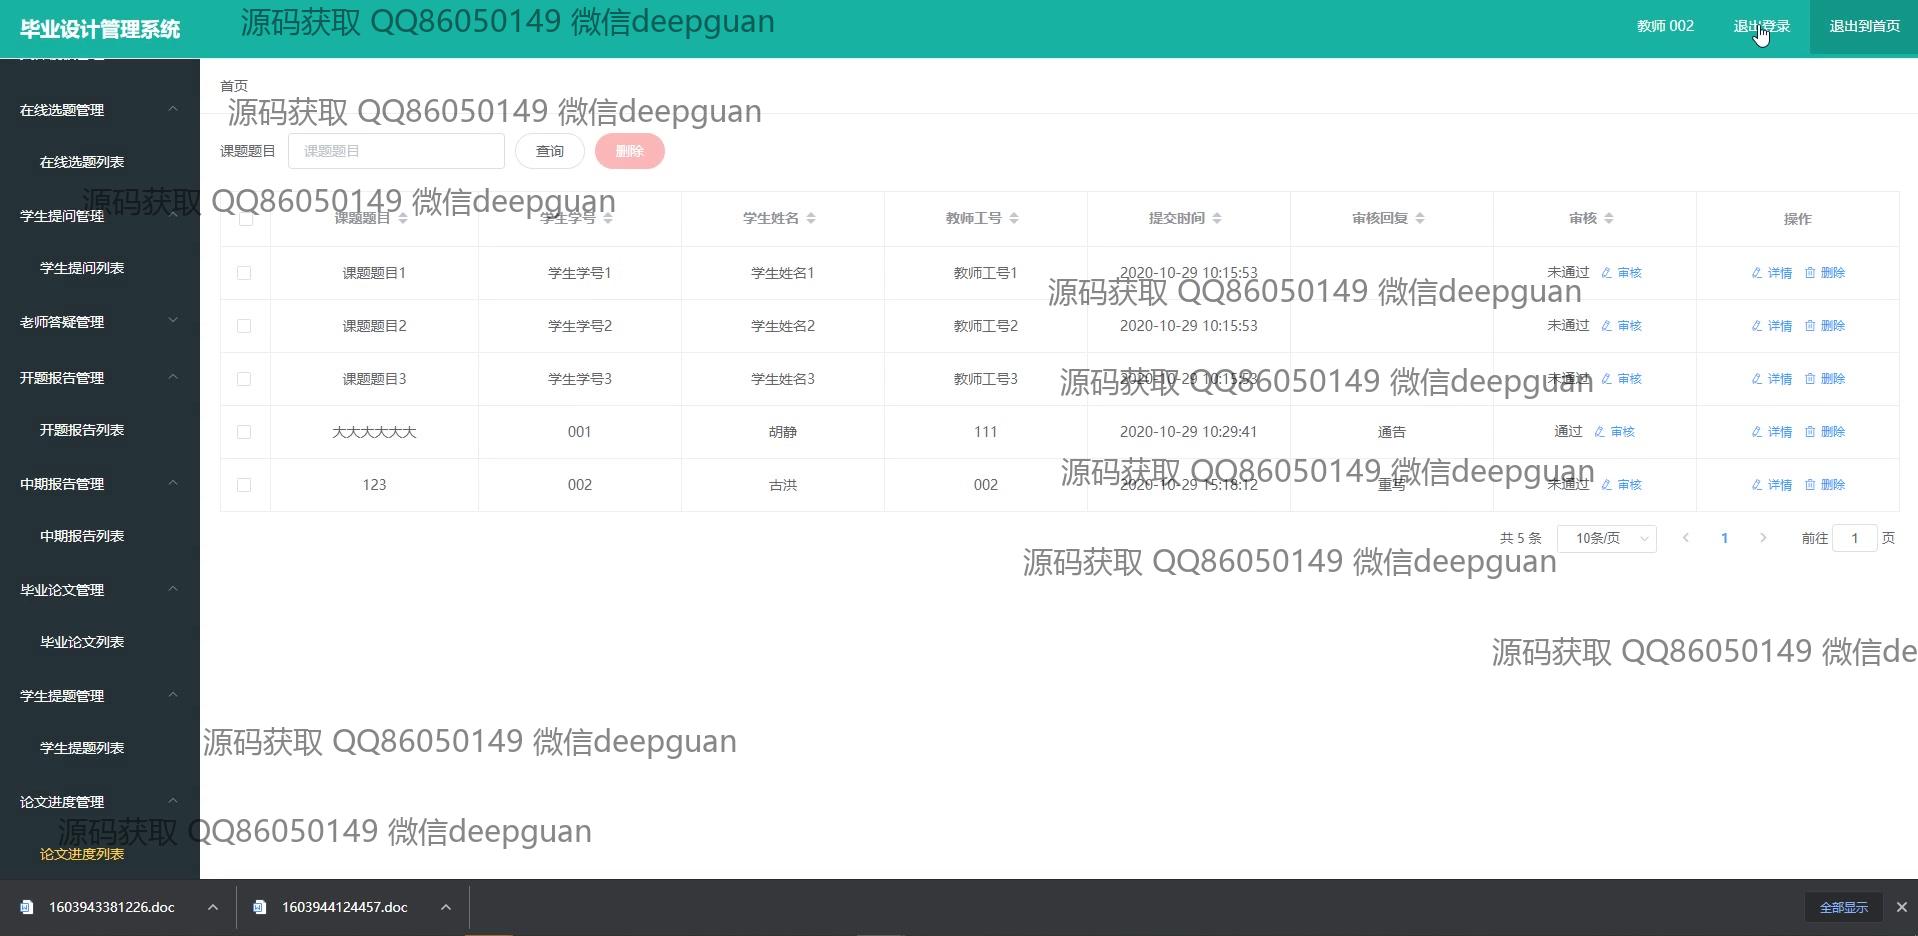 毕业设计管理系统
源码获取 QQ86050149 微信deepguan
教师 002
退出登录
退出到首页
首页
源码获取 QQ86050149 微信deepguan
在线选题管理
在线选题列表
学生提问管理
学生提问列表
老师答疑管理
开题报告管理
开题报告列表
中期报告管理
中期报告列表
毕业论文管理
毕业论文列表
学生提题管理
学生提题列表
论文进度管理
论文进度列表
课题题目 课题题目 查询 删除
源码获取 QQ86050149 微信deepguan
课题题目 学生学号 学生姓名 教师工号 提交时间 审核回复 审核 操作
课题题目1 学生学号1 学生姓名1 教师工号1 2020-10-29 10:15:53 未通过 审核 详情 删除
源码获取 QQ86050149 微信deepguan
课题题目2 学生学号2 学生姓名2 教师工号2 2020-10-29 10:15:53 未通过 审核 详情 删除
课题题目3 学生学号3 学生姓名3 教师工号3 2020-10-29 10:15:53 未通过 审核 详情 删除
源码获取 QQ86050149 微信deepguan
大大大大大大 001 胡静 111 2020-10-29 10:29:41 通告 通过 审核 详情 删除
源码获取 QQ86050149 微信deepguan
123 002 古洪 002 2020-10-29 15:18:12 重写 未通过 审核 详情 删除
共 5 条 10条/页 1 前往 1 页
源码获取 QQ86050149 微信deepguan
源码获取 QQ86050149 微信de
源码获取 QQ86050149 微信deepguan
源码获取 QQ86050149 微信deepguan
1603943381226.doc
1603944124457.doc
全部显示